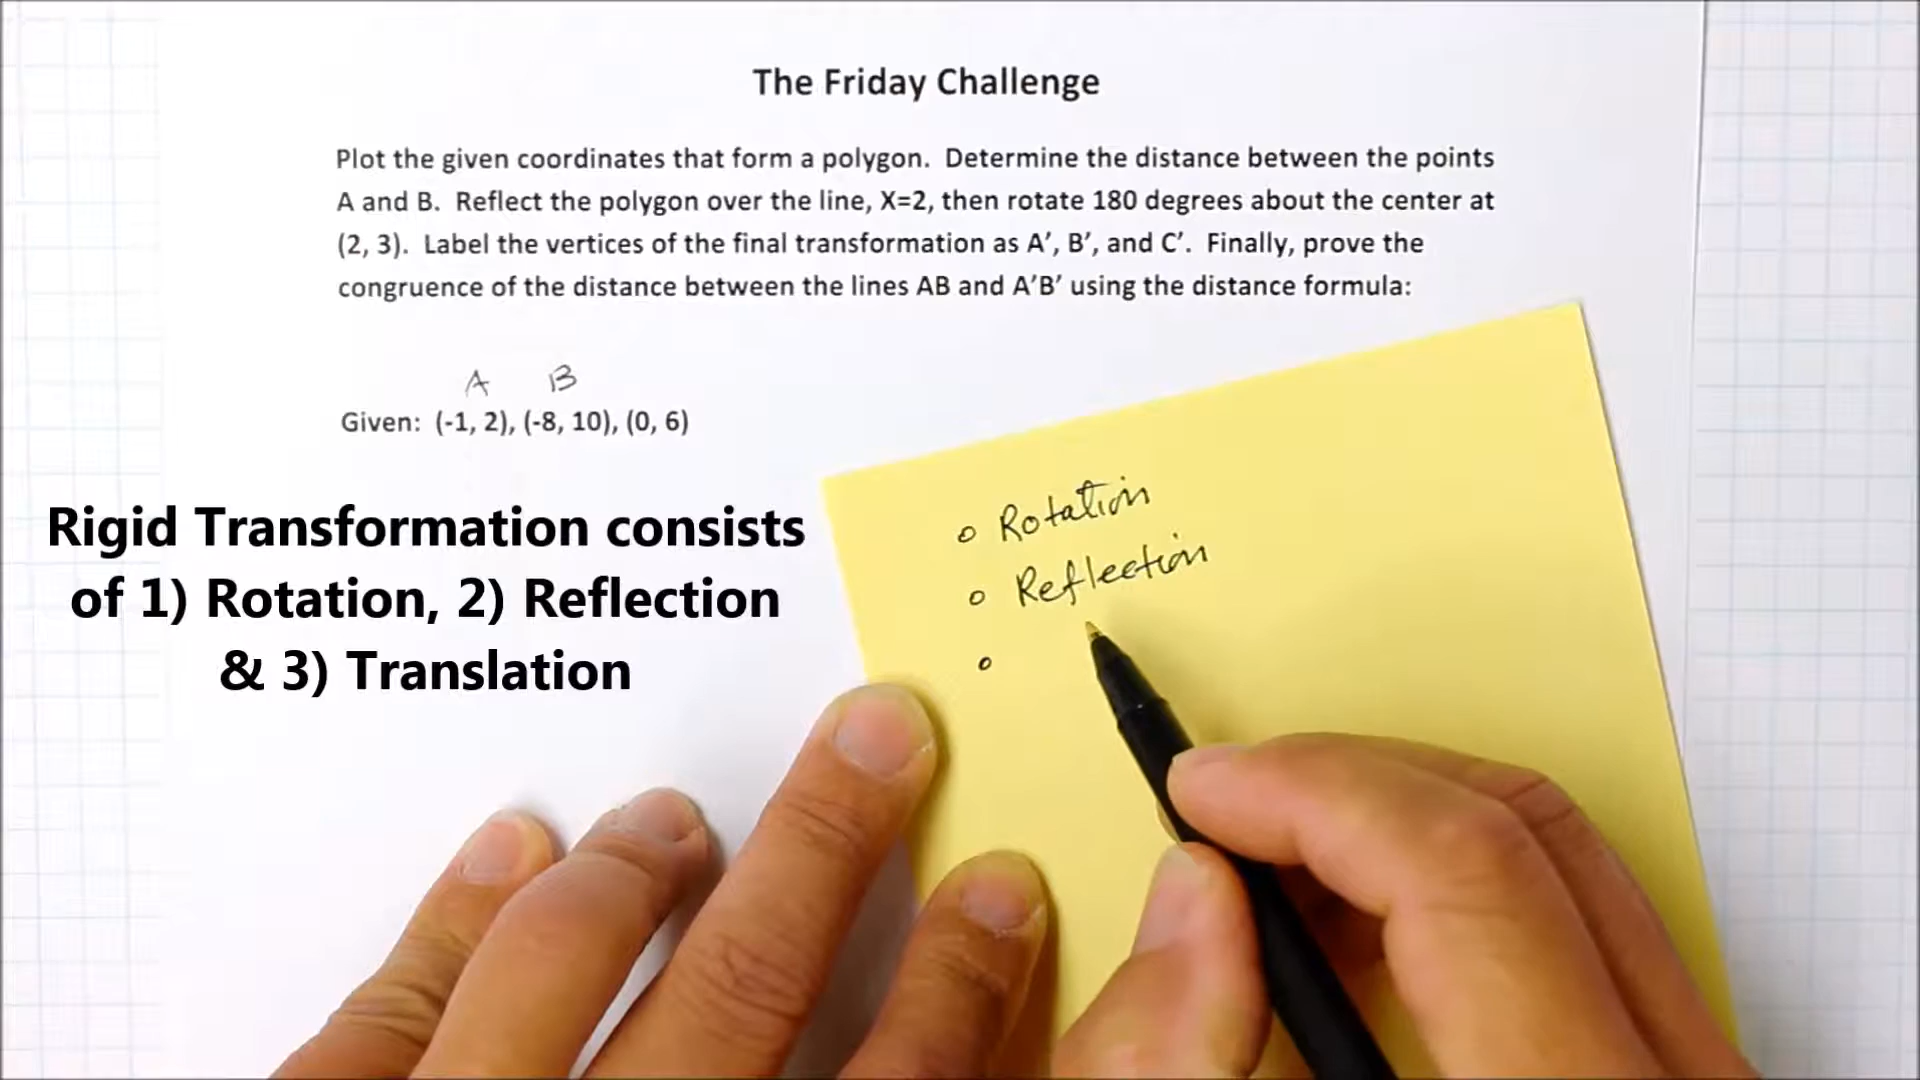 The Friday Challenge
Plot the given coordinates that form a polygon. Determine the distance between the points
A and B. Reflect the polygon over the line, X=2, then rotate 180 degrees about the center at
(2, 3). Label the vertices of the final transformation as A′, B′, and C′. Finally, prove the
congruence of the distance between the lines AB and A′B′ using the distance formula:
A B
Given: (-1, 2), (-8, 10), (0, 6)
Rigid Transformation consists
of 1) Rotation, 2) Reflection
& 3) Translation
o Rotation
o Reflection
o